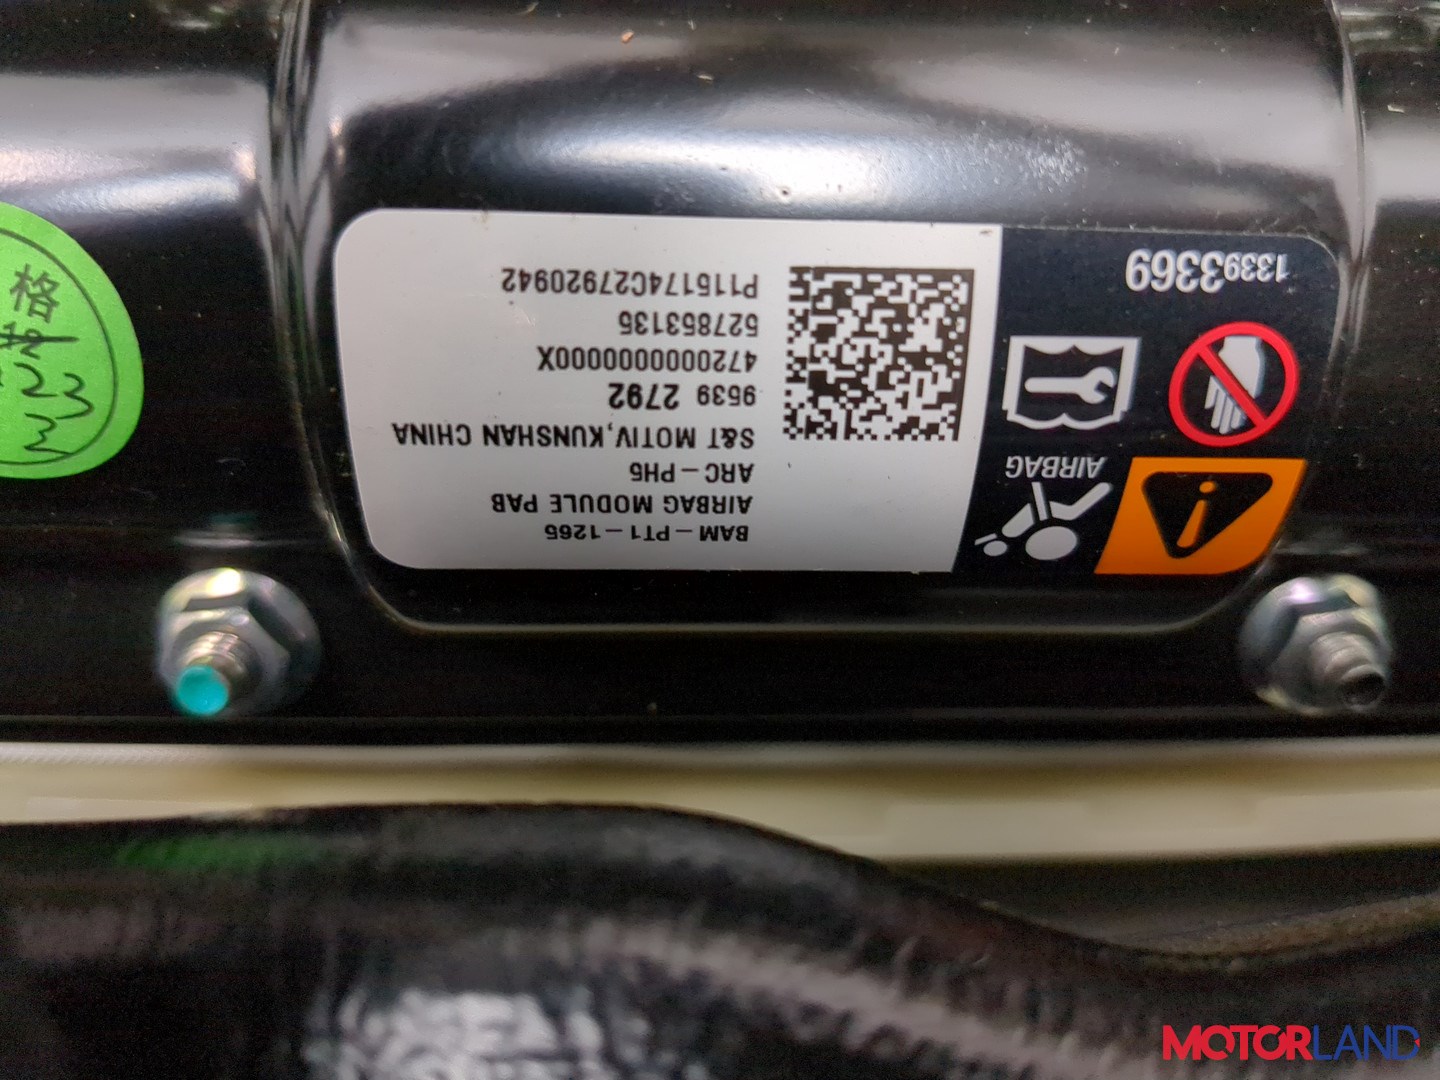 BAM-PT1-1265
AIRBAG MODULE PAB
ARC-PH5
S&T MOTIV,KUNSHAN CHINA
9539 2792
4720000000000X
527853135
P115174C27920942
AIRBAG
13393369
格
23
MOTORLAND